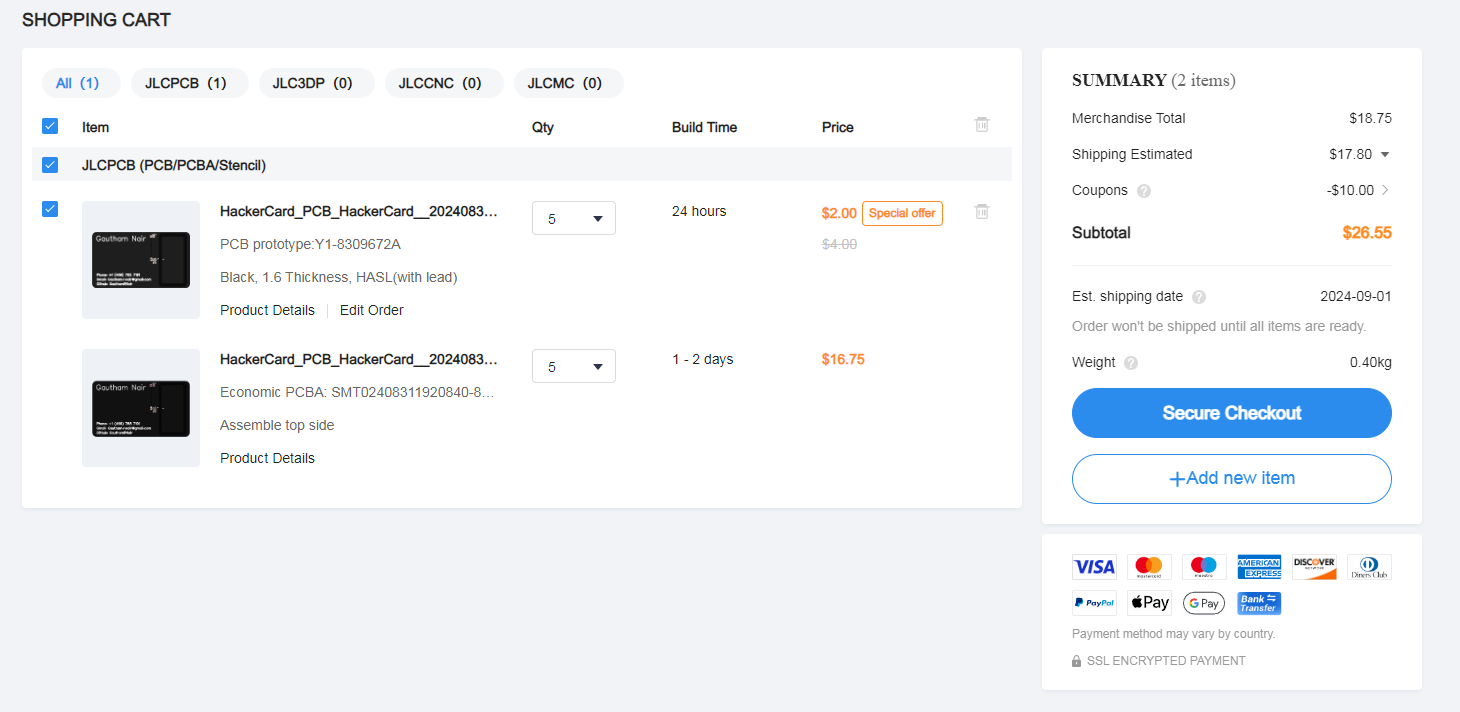 SHOPPING CART
All (1) JLCPCB (1) JLC3DP (0) JLCCNC (0) JLCMC (0)
Item Qty Build Time Price
JLCPCB (PCB/PCBA/Stencil)
HackerCard_PCB_HackerCard__2024083... 5 24 hours $2.00 Special offer
PCB prototype:Y1-8309672A $4.00
Black, 1.6 Thickness, HASL(with lead)
Product Details Edit Order
Gautham Nair
HackerCard_PCB_HackerCard__2024083... 5 1 - 2 days $16.75
Economic PCBA: SMT02408311920840-8...
Assemble top side
Product Details
Gautham Nair
SUMMARY (2 items)
Merchandise Total $18.75
Shipping Estimated $17.80
Coupons ? -$10.00
Subtotal $26.55
Est. shipping date ? 2024-09-01
Order won't be shipped until all items are ready.
Weight ? 0.40kg
Secure Checkout
+Add new item
VISA mastercard maestro AMERICAN EXPRESS DISCOVER NETWORK Diners Club
PayPal Pay G Pay Bank Transfer
Payment method may vary by country.
SSL ENCRYPTED PAYMENT